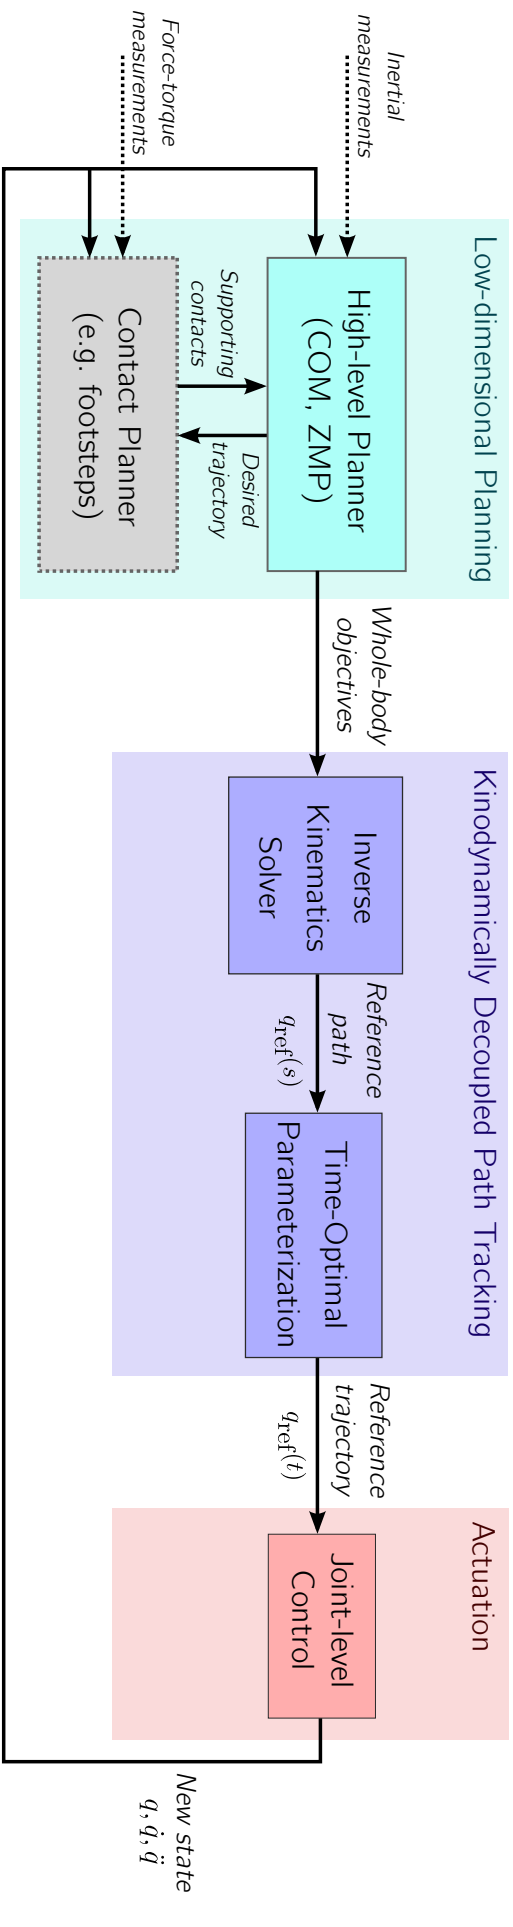 Low-dimensional Planning
Inertial
measurements
High-level Planner
(COM, ZMP)
Supporting
contacts
Desired
trajectory
Force-torque
measurements
Contact Planner
(e.g. footsteps)
Whole-body
objectives
Kinodynamically Decoupled Path Tracking
Inverse
Kinematics
Solver
Reference
path
q_ref(s)
Time-Optimal
Parameterization
Reference
trajectory
q_ref(t)
Actuation
Joint-level
Control
New state
q, q̇, q̈